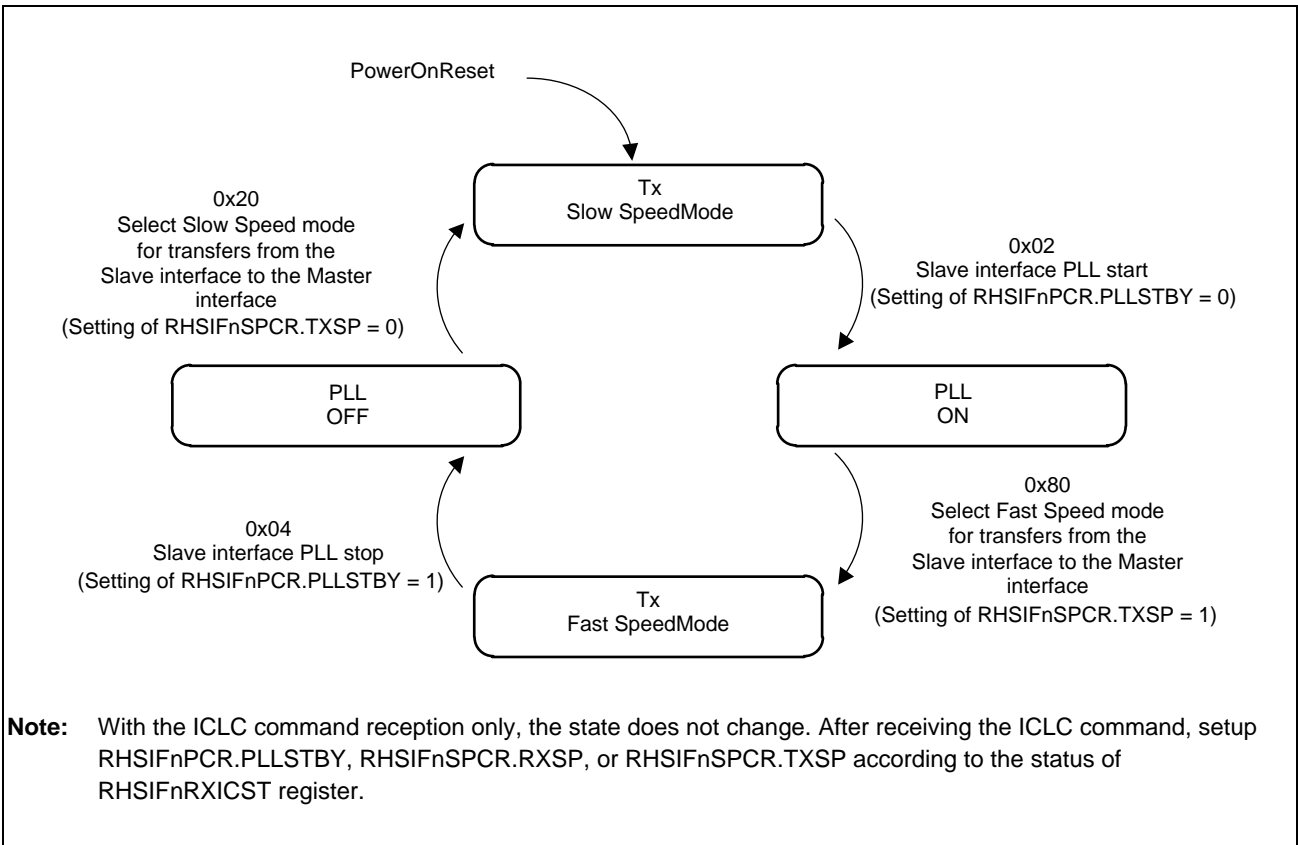 PowerOnReset
Tx
Slow SpeedMode
0x20
Select Slow Speed mode
for transfers from the
Slave interface to the Master
interface
(Setting of RHSIFnSPCR.TXSP = 0)
0x02
Slave interface PLL start
(Setting of RHSIFnPCR.PLLSTBY = 0)
PLL
OFF
PLL
ON
0x04
Slave interface PLL stop
(Setting of RHSIFnPCR.PLLSTBY = 1)
0x80
Select Fast Speed mode
for transfers from the
Slave interface to the Master
interface
(Setting of RHSIFnSPCR.TXSP = 1)
Tx
Fast SpeedMode
Note: With the ICLC command reception only, the state does not change. After receiving the ICLC command, setup
RHSIFnPCR.PLLSTBY, RHSIFnSPCR.RXSP, or RHSIFnSPCR.TXSP according to the status of
RHSIFnRXICST register.